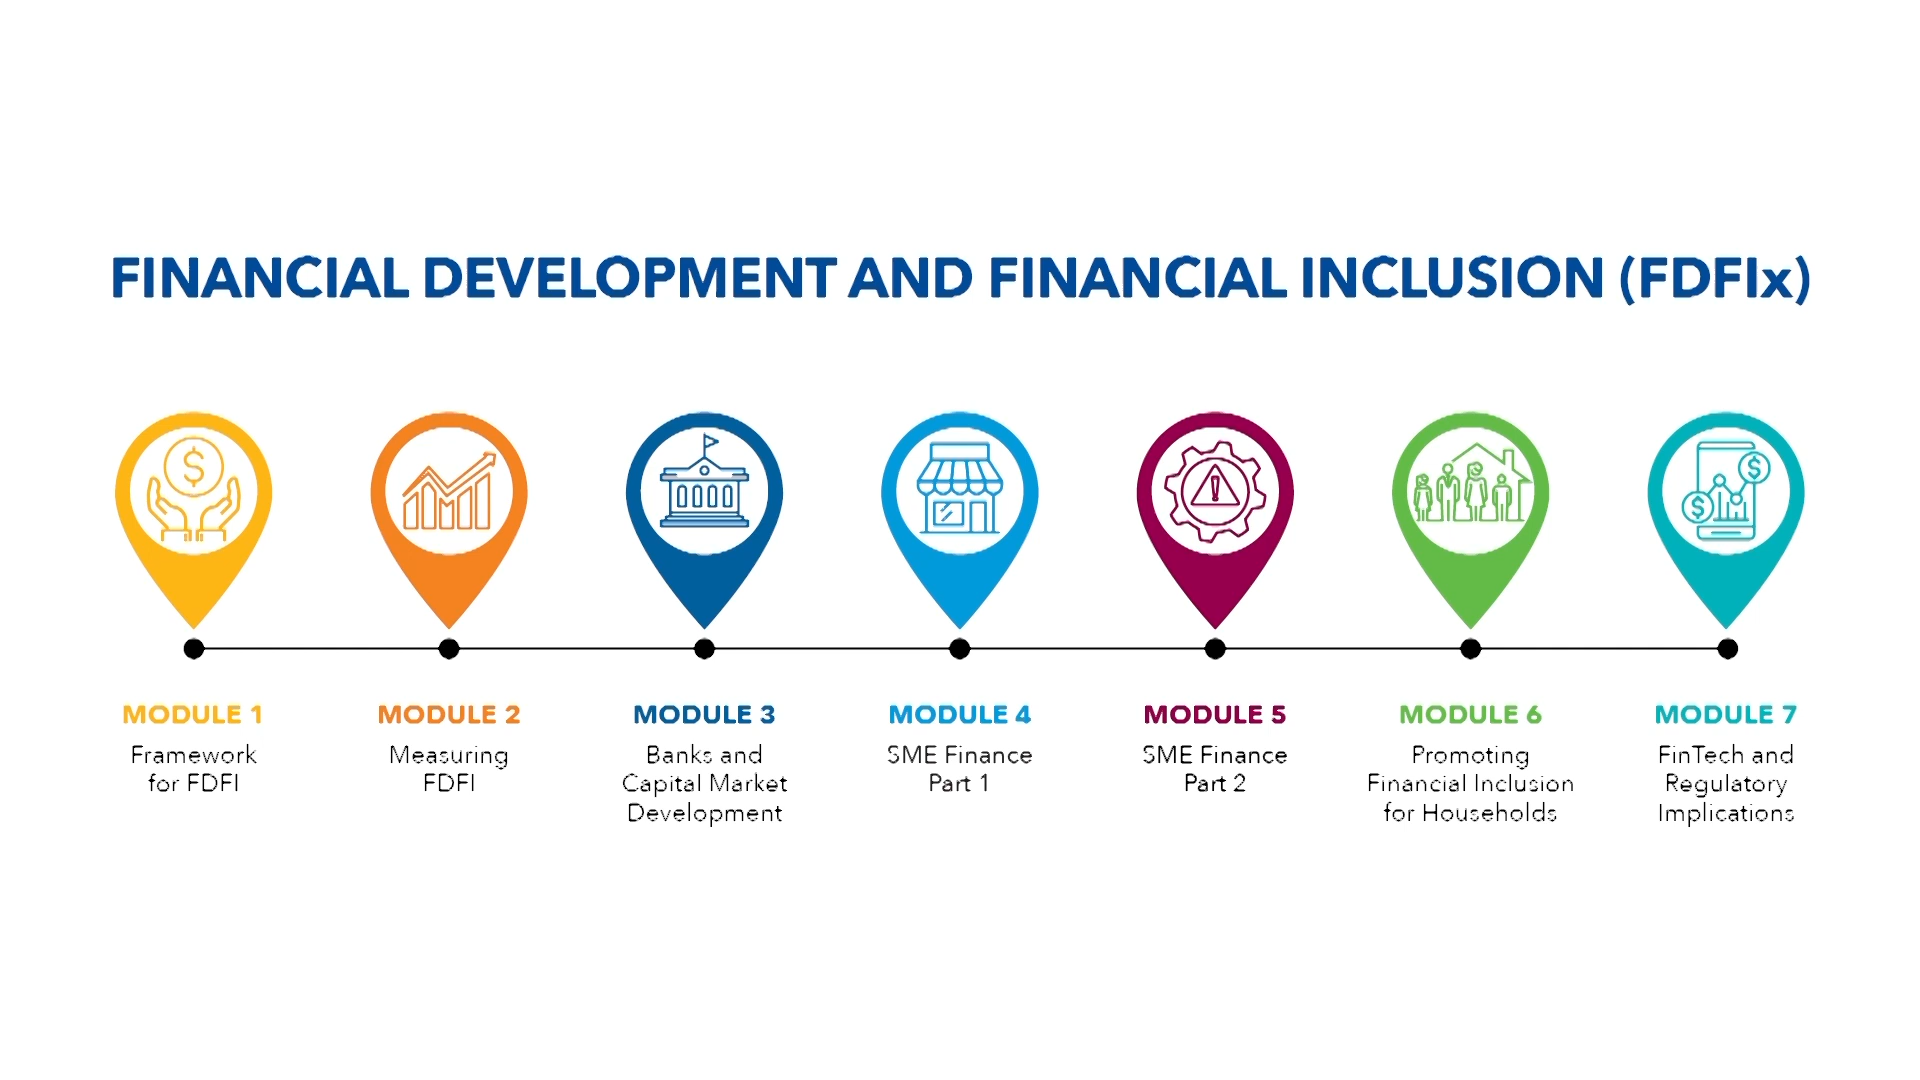 FINANCIAL DEVELOPMENT AND FINANCIAL INCLUSION (FDFIx)
MODULE 1
Framework
for FDFI
MODULE 2
Measuring
FDFI
MODULE 3
Banks and
Capital Market
Development
MODULE 4
SME Finance
Part 1
MODULE 5
SME Finance
Part 2
MODULE 6
Promoting
Financial Inclusion
for Households
MODULE 7
FinTech and
Regulatory
Implications